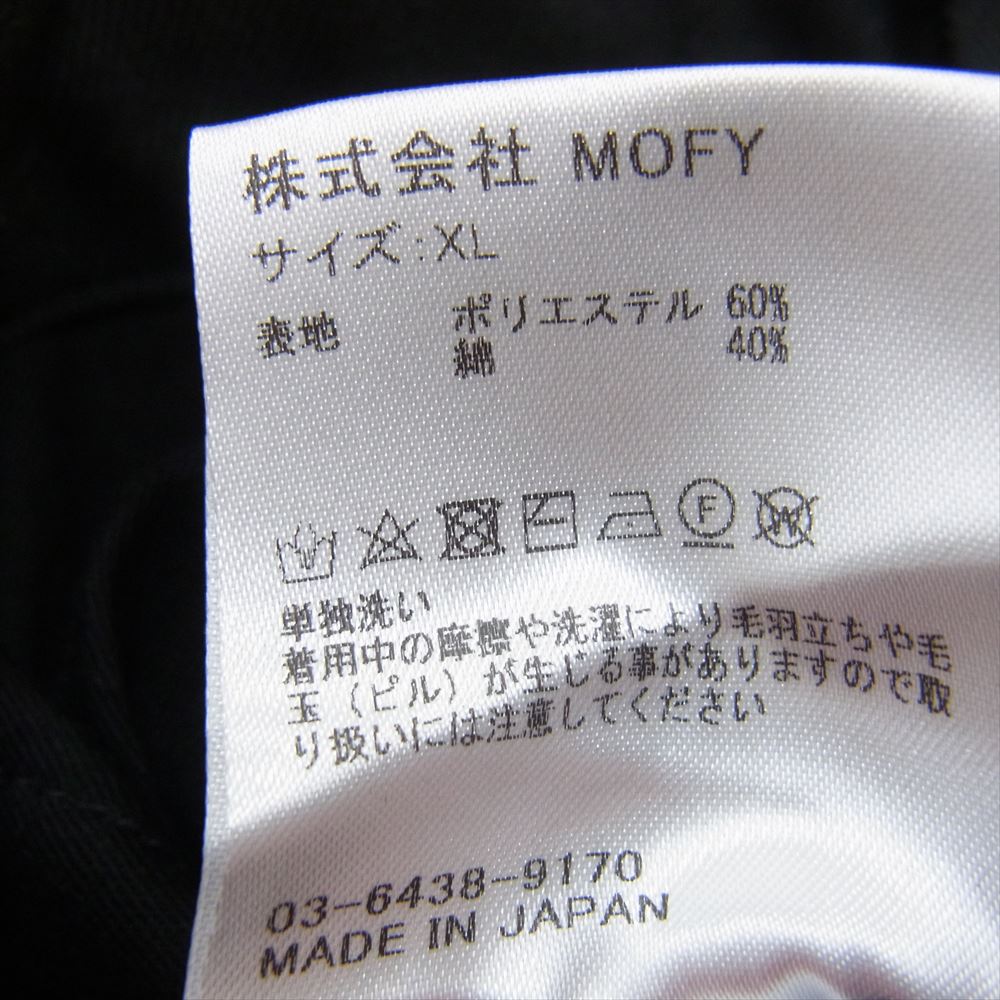 株式会社 MOFY
サイズ:XL
表地 ポリエステル 60%
綿 40%
F W
単独洗い
着用中の摩擦や洗濯により毛羽立ちや毛
玉（ピル）が生じる事がありますので取
り扱いには注意してください
03-6438-9170
MADE IN JAPAN